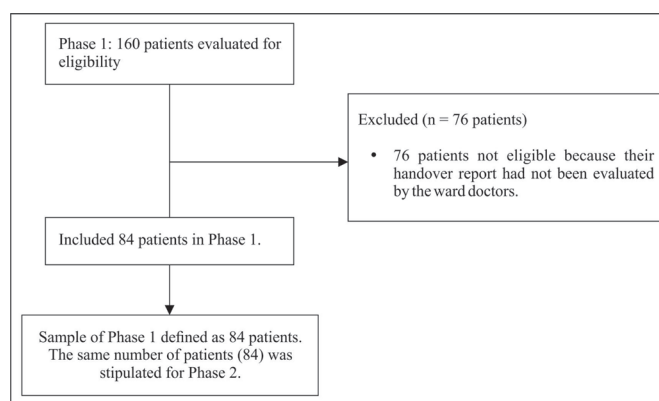 Phase 1: 160 patients evaluated for
eligibility
Excluded (n = 76 patients)
• 76 patients not eligible because their
handover report had not been evaluated
by the ward doctors.
Included 84 patients in Phase 1.
Sample of Phase 1 defined as 84 patients.
The same number of patients (84) was
stipulated for Phase 2.